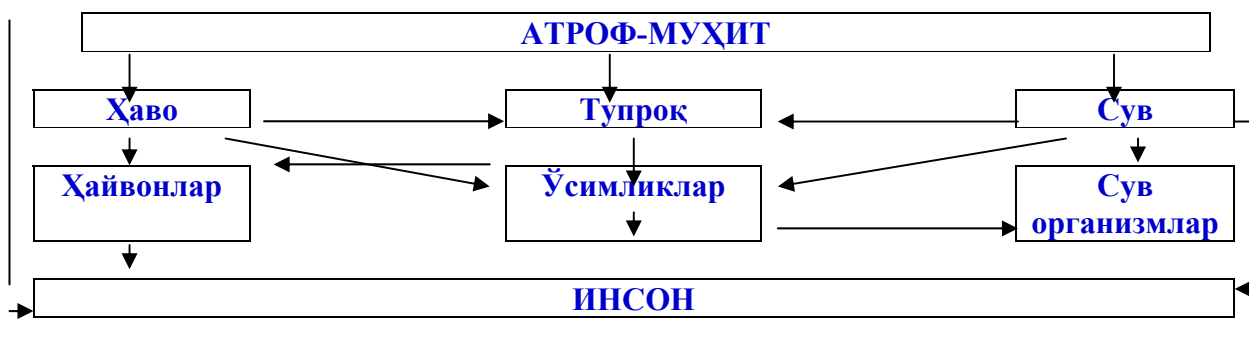 АТРОФ-МУҲИТ
Ҳаво
Тупроқ
Сув
Ҳайвонлар
Ўсимликлар
Сув
организмлар
ИНСОН